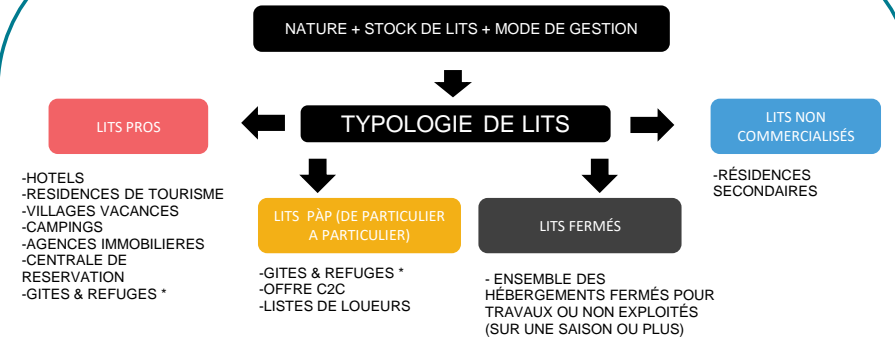 NATURE + STOCK DE LITS + MODE DE GESTION
TYPOLOGIE DE LITS
LITS PROS
-HOTELS
-RESIDENCES DE TOURISME
-VILLAGES VACANCES
-CAMPINGS
-AGENCES IMMOBILIERES
-CENTRALE DE
RESERVATION
-GITES & REFUGES *
LITS PÀP (DE PARTICULIER
A PARTICULIER)
-GITES & REFUGES *
-OFFRE C2C
-LISTES DE LOUEURS
LITS FERMÉS
- ENSEMBLE DES
HÉBERGEMENTS FERMÉS POUR
TRAVAUX OU NON EXPLOITÉS
(SUR UNE SAISON OU PLUS)
LITS NON
COMMERCIALISÉS
-RÉSIDENCES
SECONDAIRES